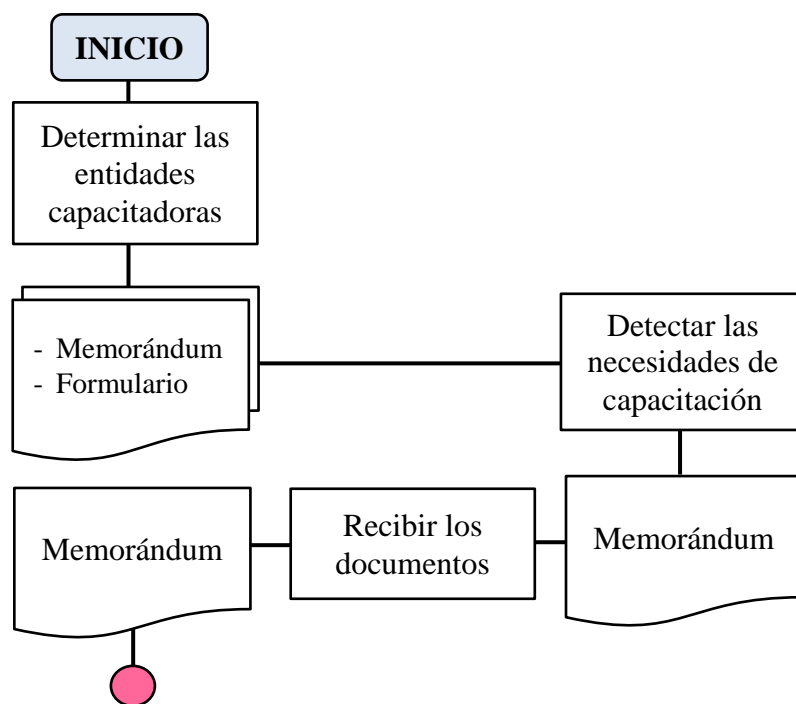 INICIO
Determinar las
entidades
capacitadoras
- Memorándum
- Formulario
Detectar las
necesidades de
capacitación
Memorándum
Recibir los
documentos
Memorándum